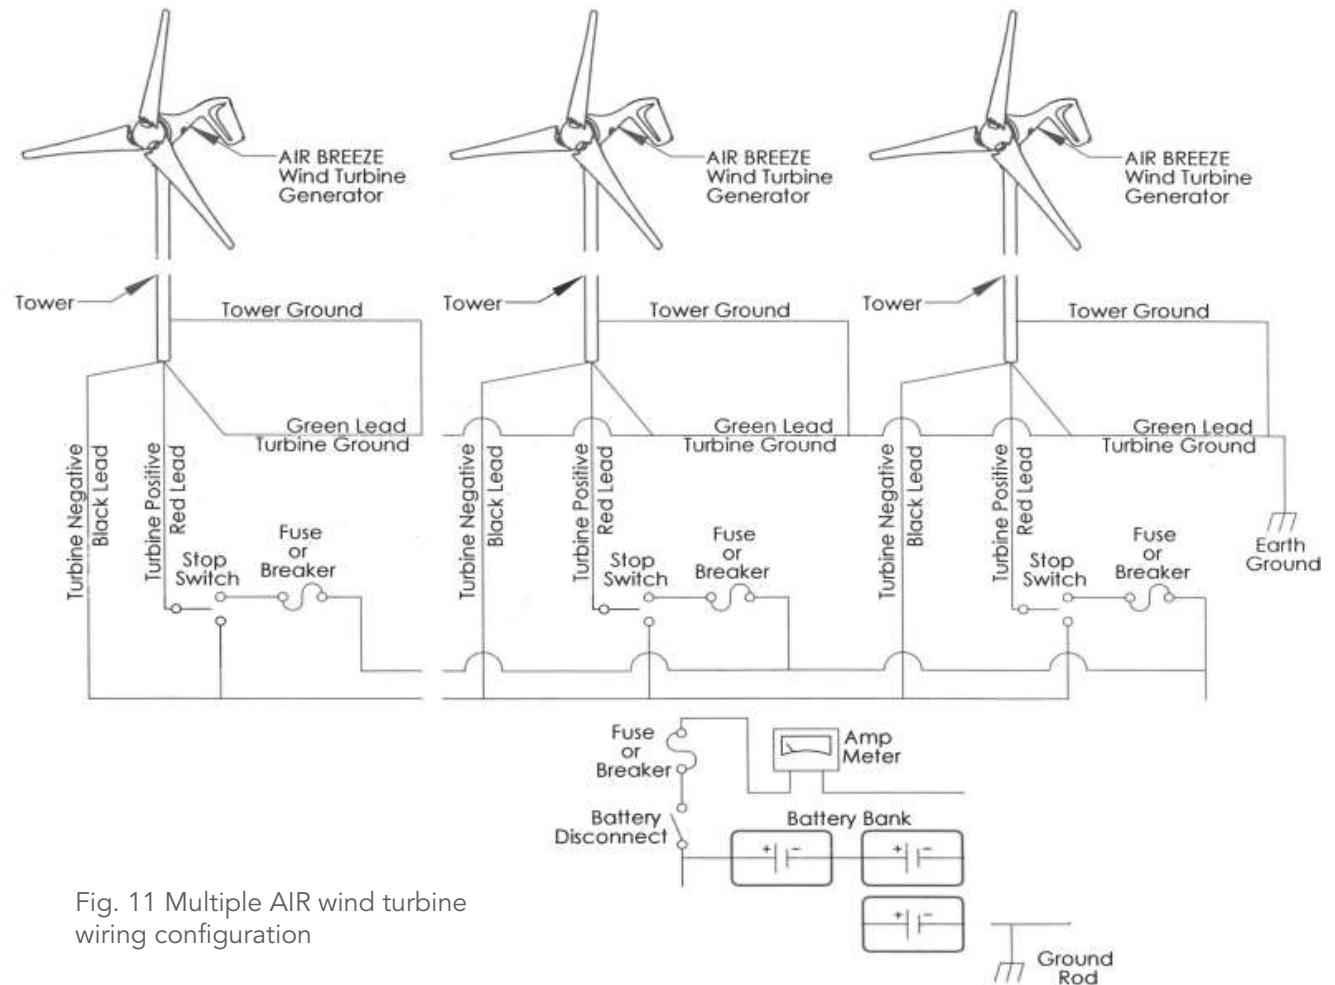 AIR BREEZE
Wind Turbine
Generator
AIR BREEZE
Wind Turbine
Generator
AIR BREEZE
Wind Turbine
Generator
Tower
Tower Ground
Tower
Tower Ground
Tower
Tower Ground
Green Lead
Turbine Ground
Green Lead
Turbine Ground
Green Lead
Turbine Ground
Turbine Negative
Black Lead
Turbine Positive
Red Lead
Stop
Switch
Fuse
or
Breaker
Turbine Negative
Black Lead
Turbine Positive
Red Lead
Stop
Switch
Fuse
or
Breaker
Turbine Negative
Black Lead
Turbine Positive
Red Lead
Stop
Switch
Fuse
or
Breaker
Earth
Ground
Fuse
or
Breaker
Amp
Meter
Battery
Disconnect
Battery Bank
+ −
+ −
+ −
Ground
Rod
Fig. 11 Multiple AIR wind turbine
wiring configuration